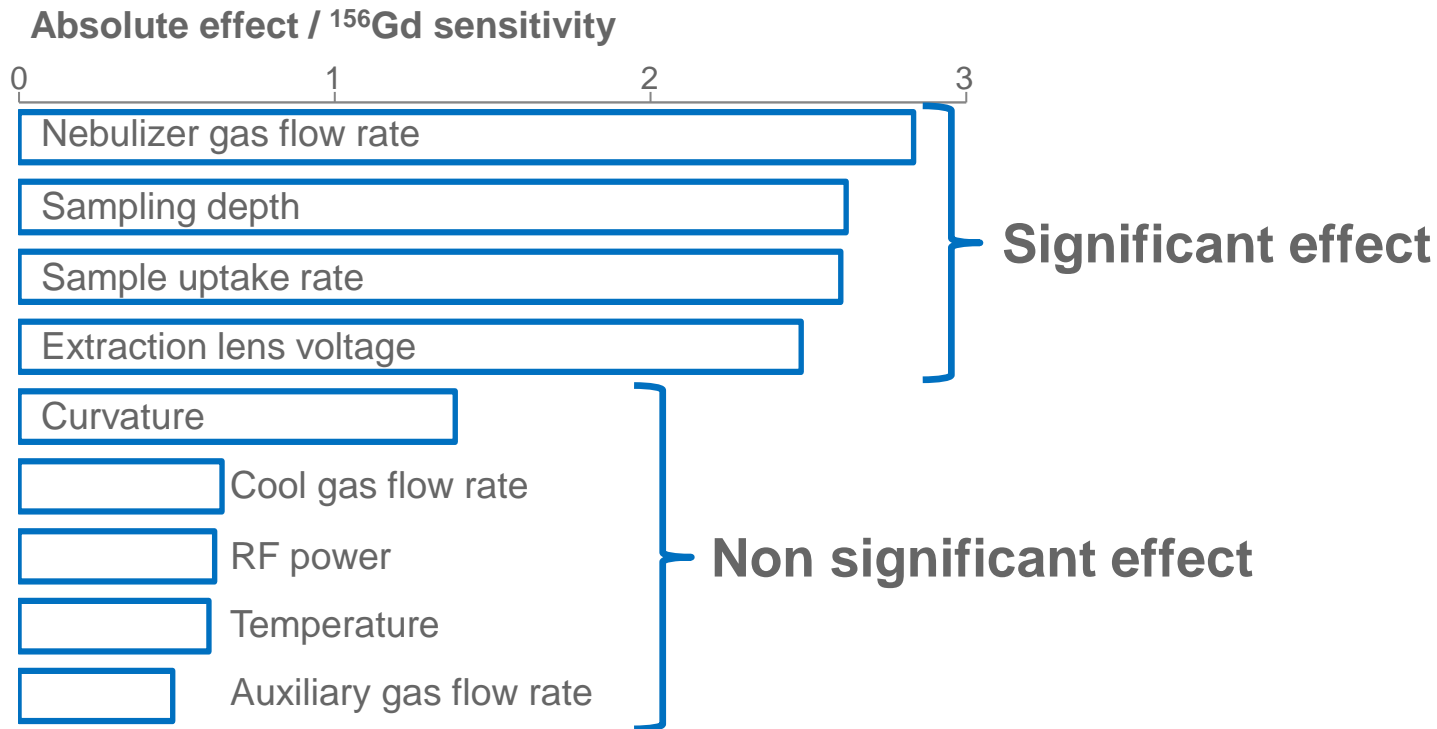 Absolute effect / ¹⁵⁶Gd sensitivity
0 1 2 3
Nebulizer gas flow rate
Sampling depth
Significant effect
Sample uptake rate
Extraction lens voltage
Curvature
Cool gas flow rate
RF power
Non significant effect
Temperature
Auxiliary gas flow rate